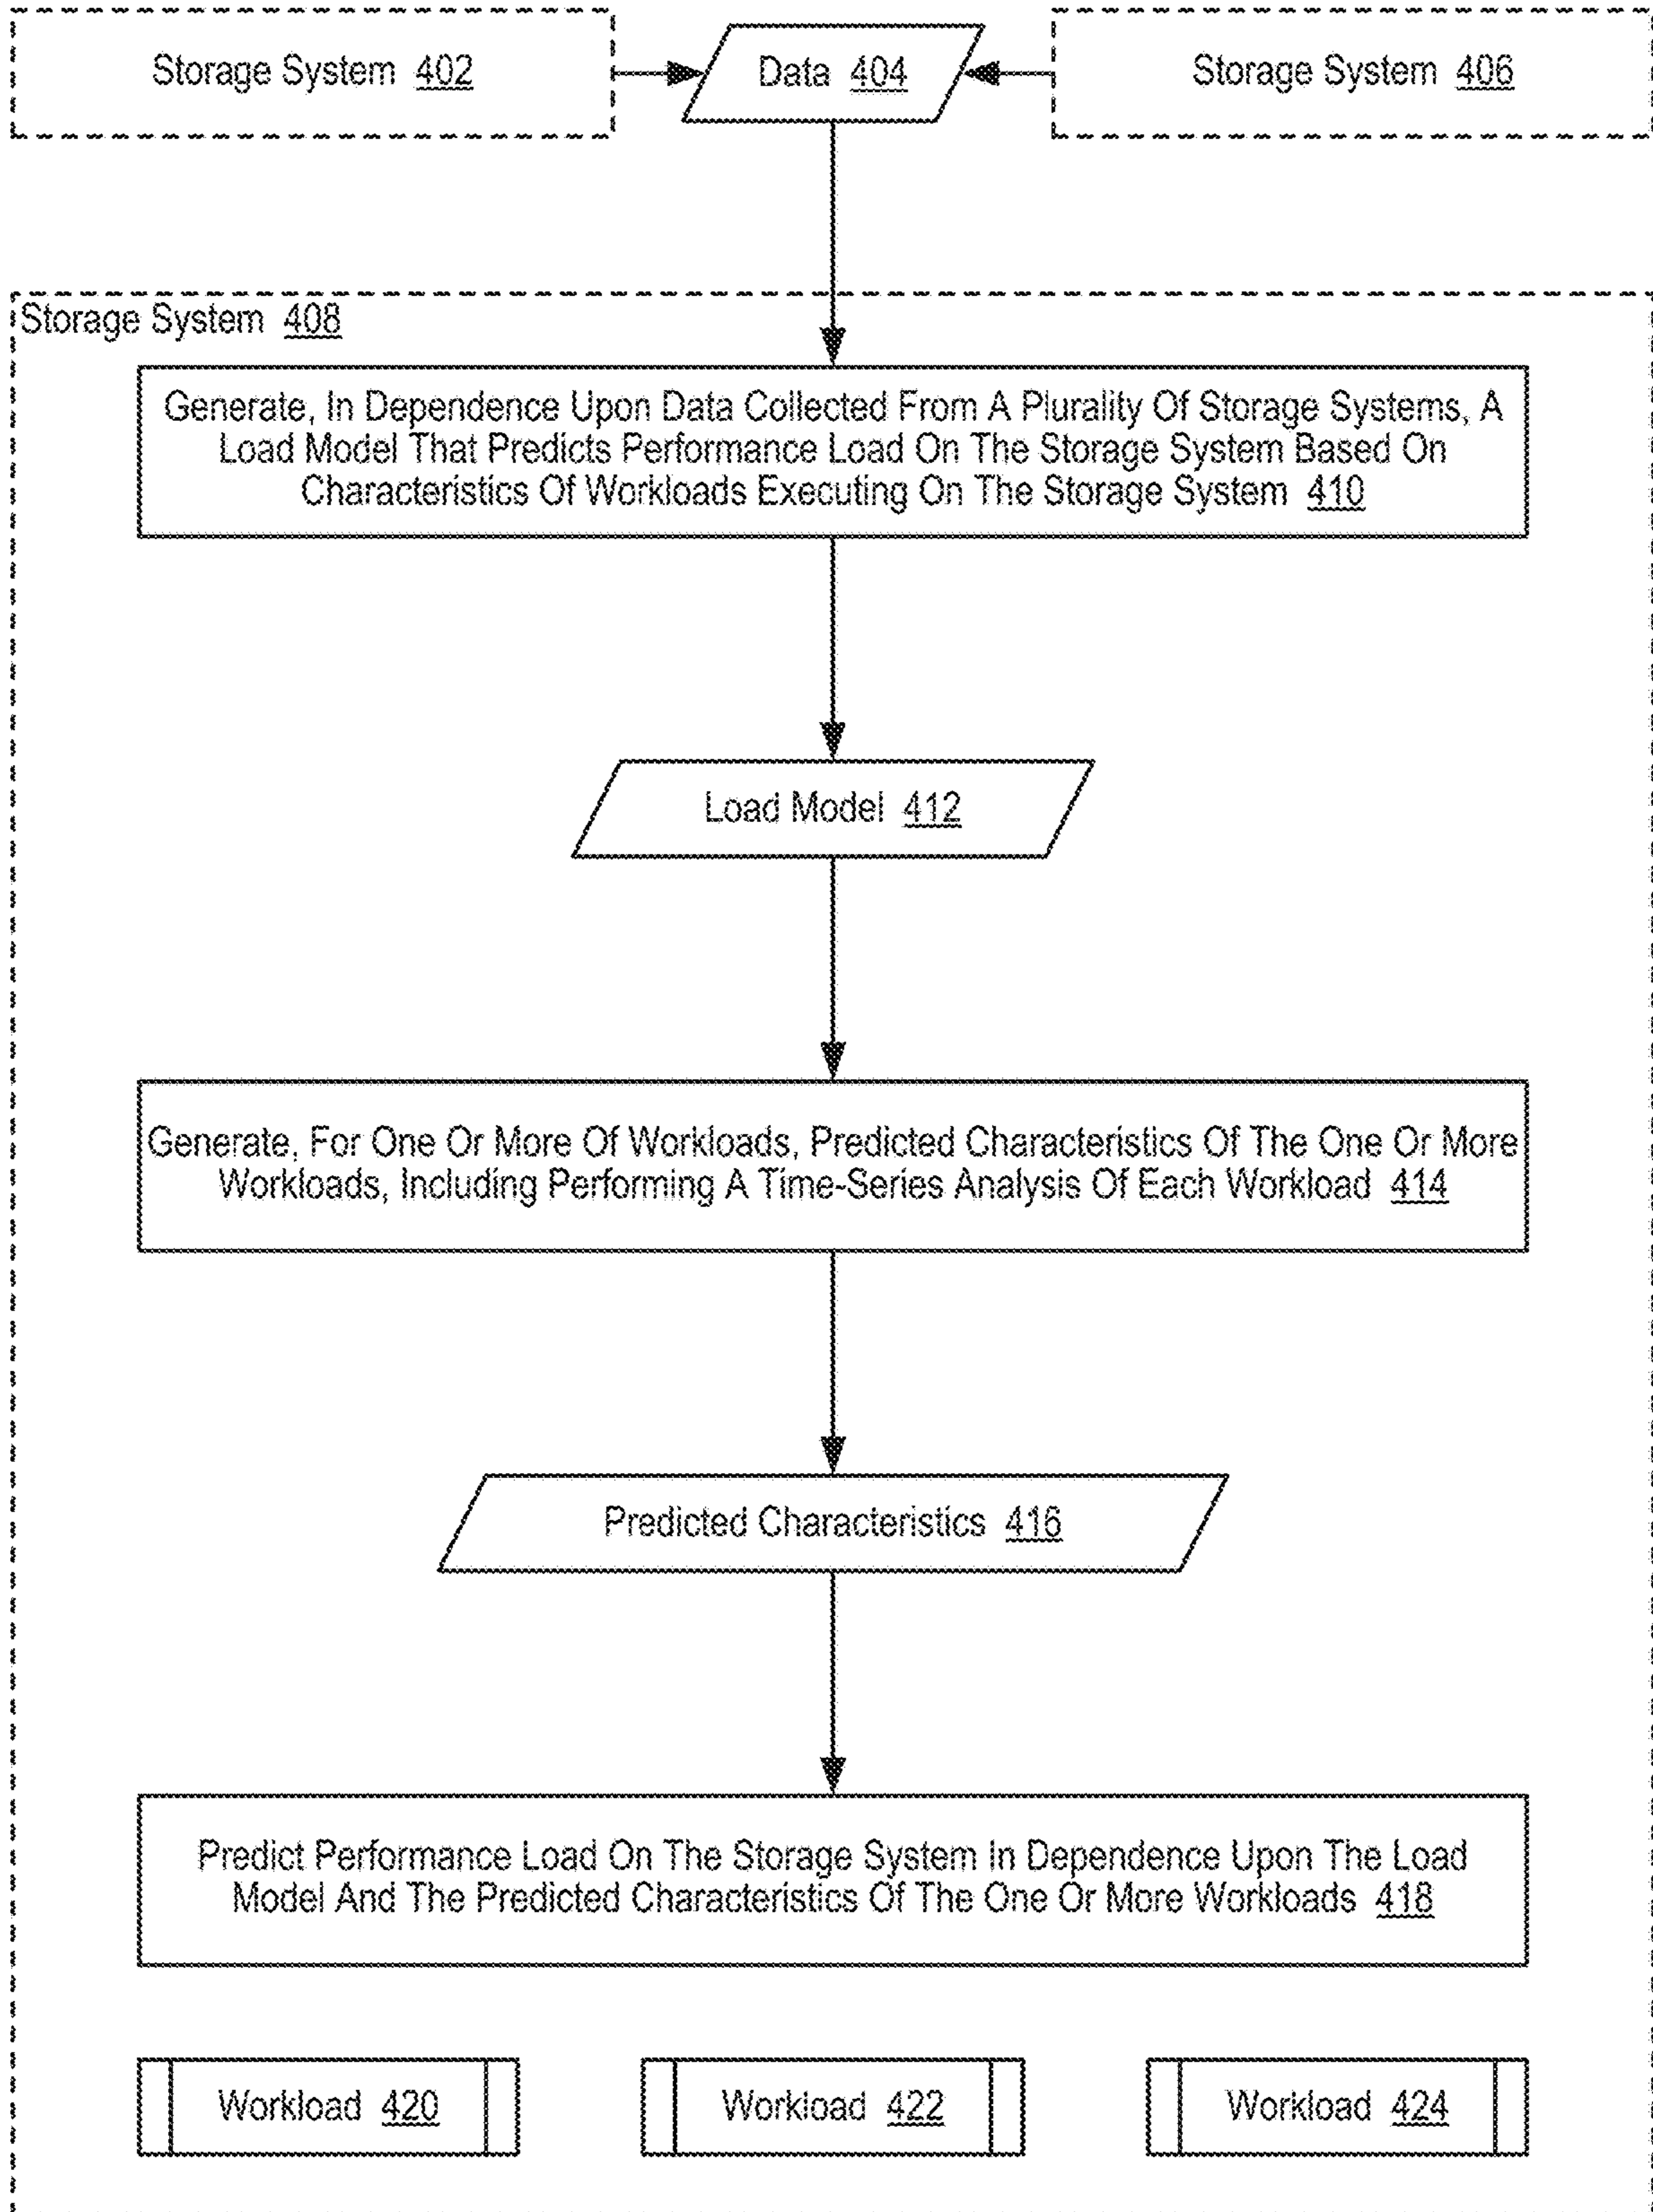 Storage System 402
Data 404
Storage System 406
Storage System 408
Generate, In Dependence Upon Data Collected From A Plurality Of Storage Systems, A
Load Model That Predicts Performance Load On The Storage System Based On
Characteristics Of Workloads Executing On The Storage System 410
Load Model 412
Generate, For One Or More Of Workloads, Predicted Characteristics Of The One Or More
Workloads, Including Performing A Time-Series Analysis Of Each Workload 414
Predicted Characteristics 416
Predict Performance Load On The Storage System In Dependence Upon The Load
Model And The Predicted Characteristics Of The One Or More Workloads 418
Workload 420
Workload 422
Workload 424